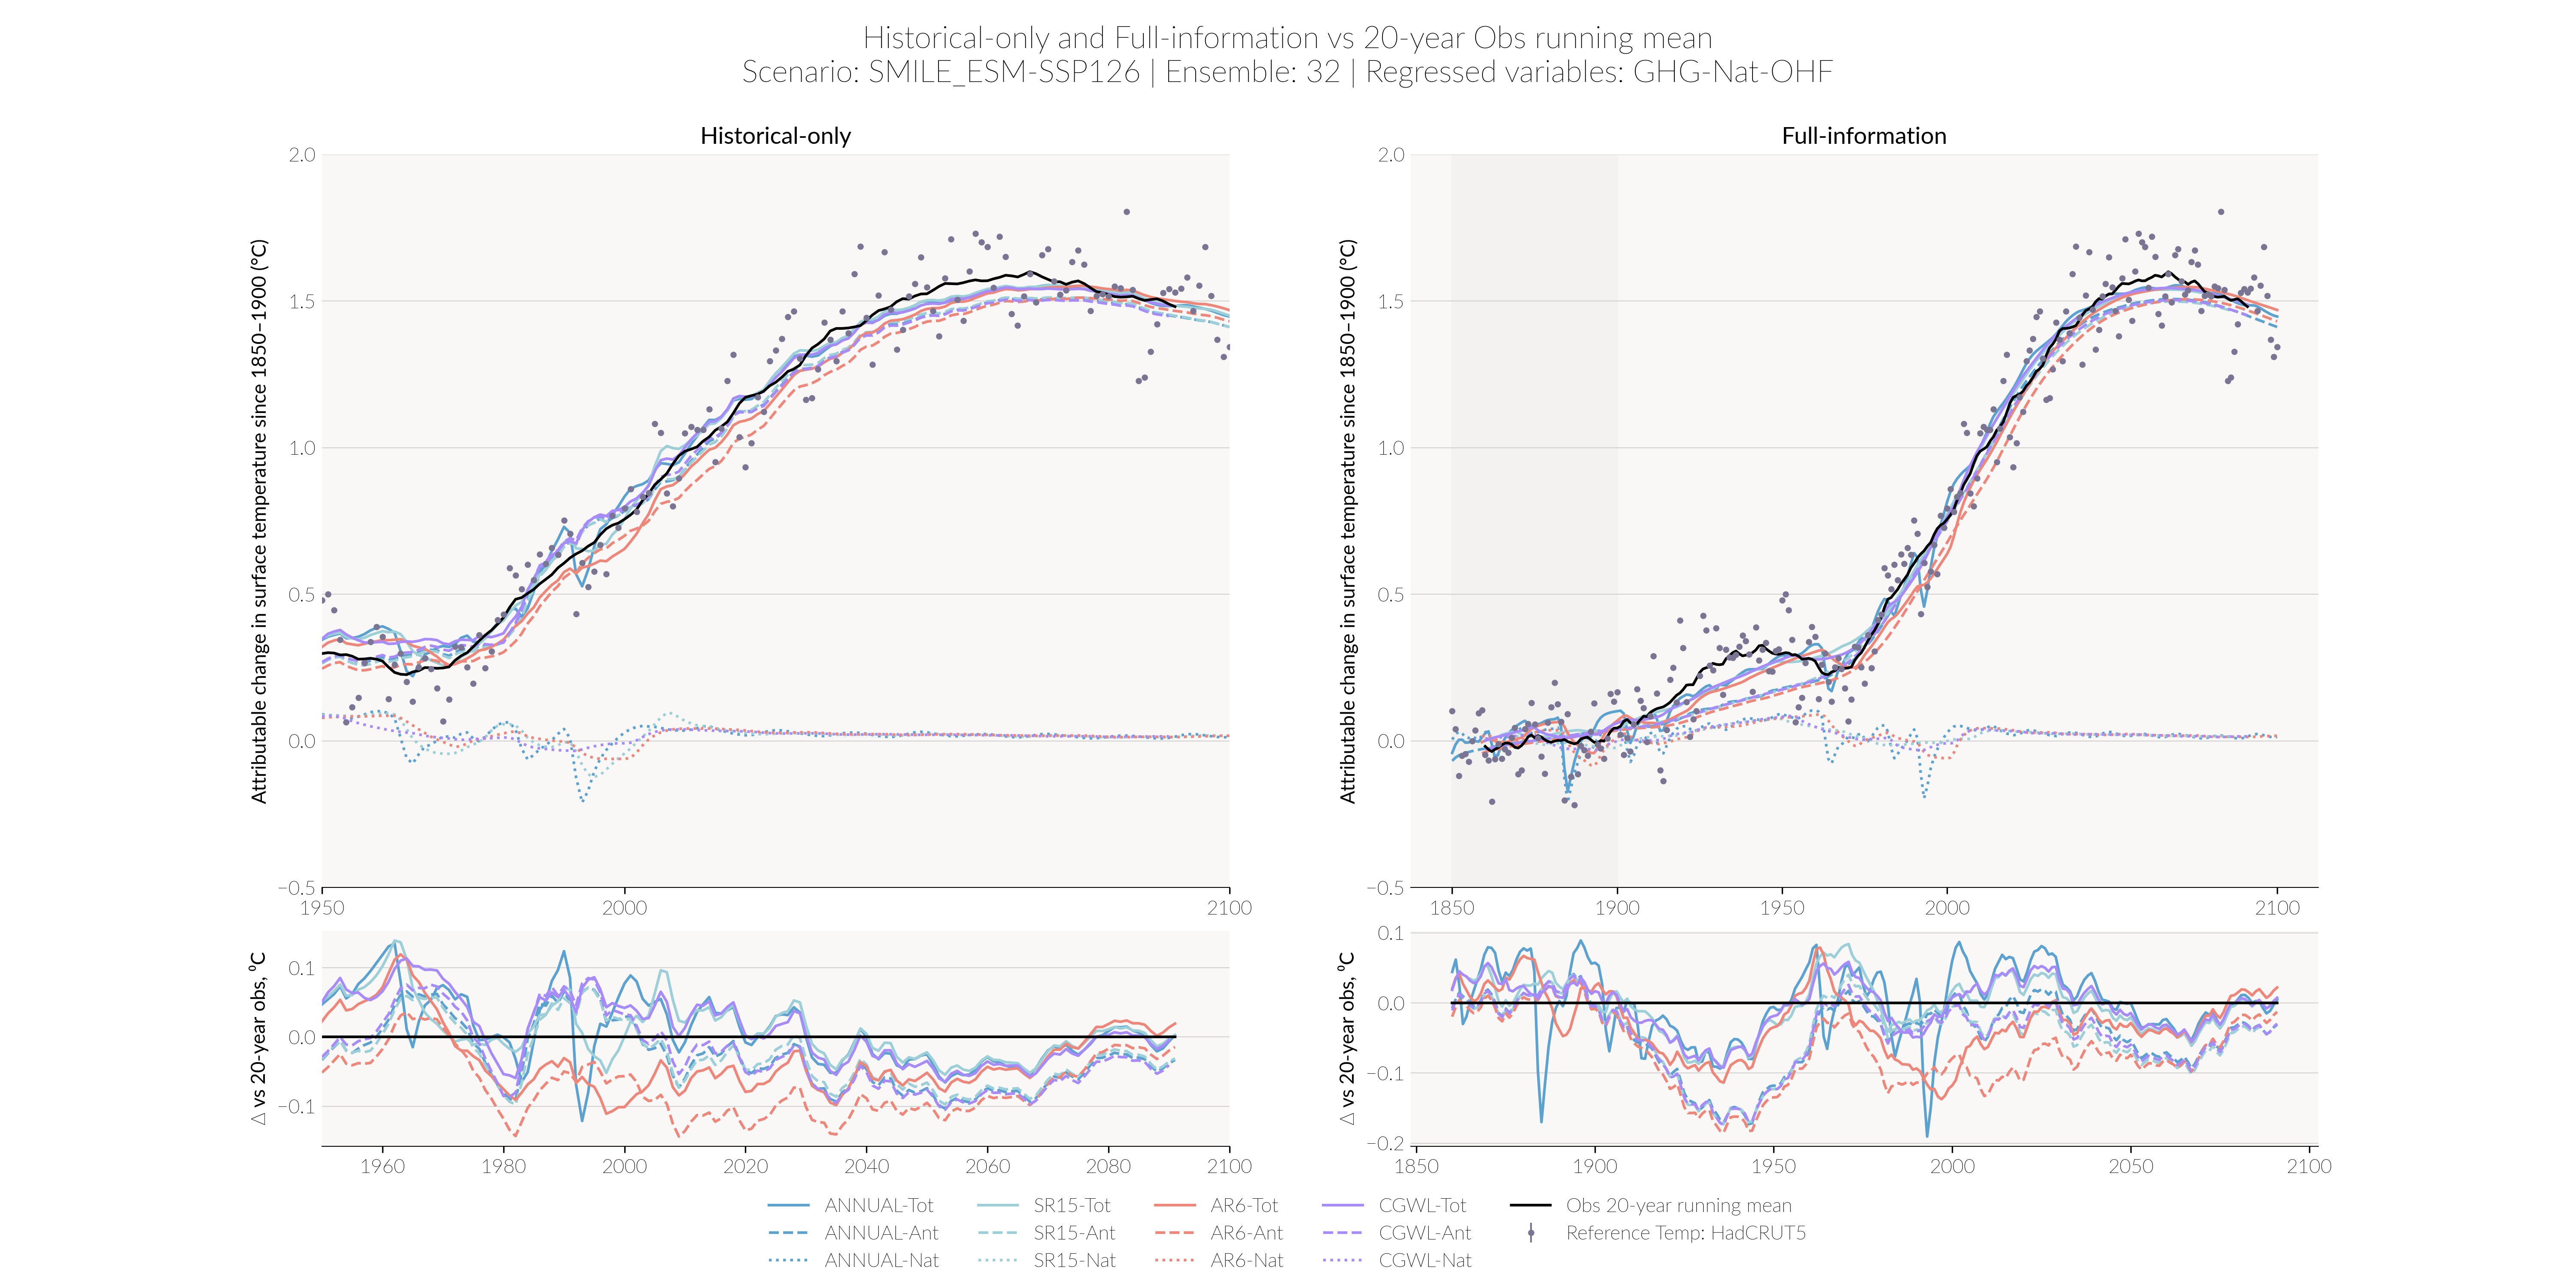 Historical-only and Full-information vs 20-year Obs running mean
Scenario: SMILE_ESM-SSP126 | Ensemble: 32 | Regressed variables: GHG-Nat-OHF
Historical-only
Attributable change in surface temperature since 1850–1900 (°C)
2.0
1.5
1.0
0.5
0.0
−0.5
1950
2000
2100
△ vs 20-year obs, ⁰C
0.1
0.0
−0.1
1960
1980
2000
2020
2040
2060
2080
2100
Full-information
Attributable change in surface temperature since 1850–1900 (°C)
2.0
1.5
1.0
0.5
0.0
−0.5
1850
1900
1950
2000
2100
△ vs 20-year obs, ⁰C
0.1
0.0
−0.1
−0.2
1850
1900
1950
2000
2050
2100
ANNUAL-Tot
ANNUAL-Ant
ANNUAL-Nat
SR15-Tot
SR15-Ant
SR15-Nat
AR6-Tot
AR6-Ant
AR6-Nat
CGWL-Tot
CGWL-Ant
CGWL-Nat
Obs 20-year running mean
Reference Temp: HadCRUT5